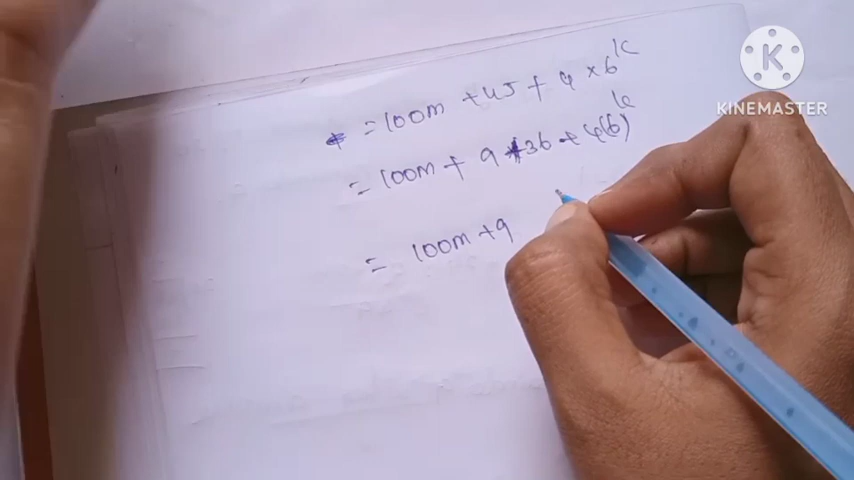 = 100m + 45 + 4 × 6^k
= 100m + 9 + 36 + 4(6)^k
= 100m + 9
KINEMASTER